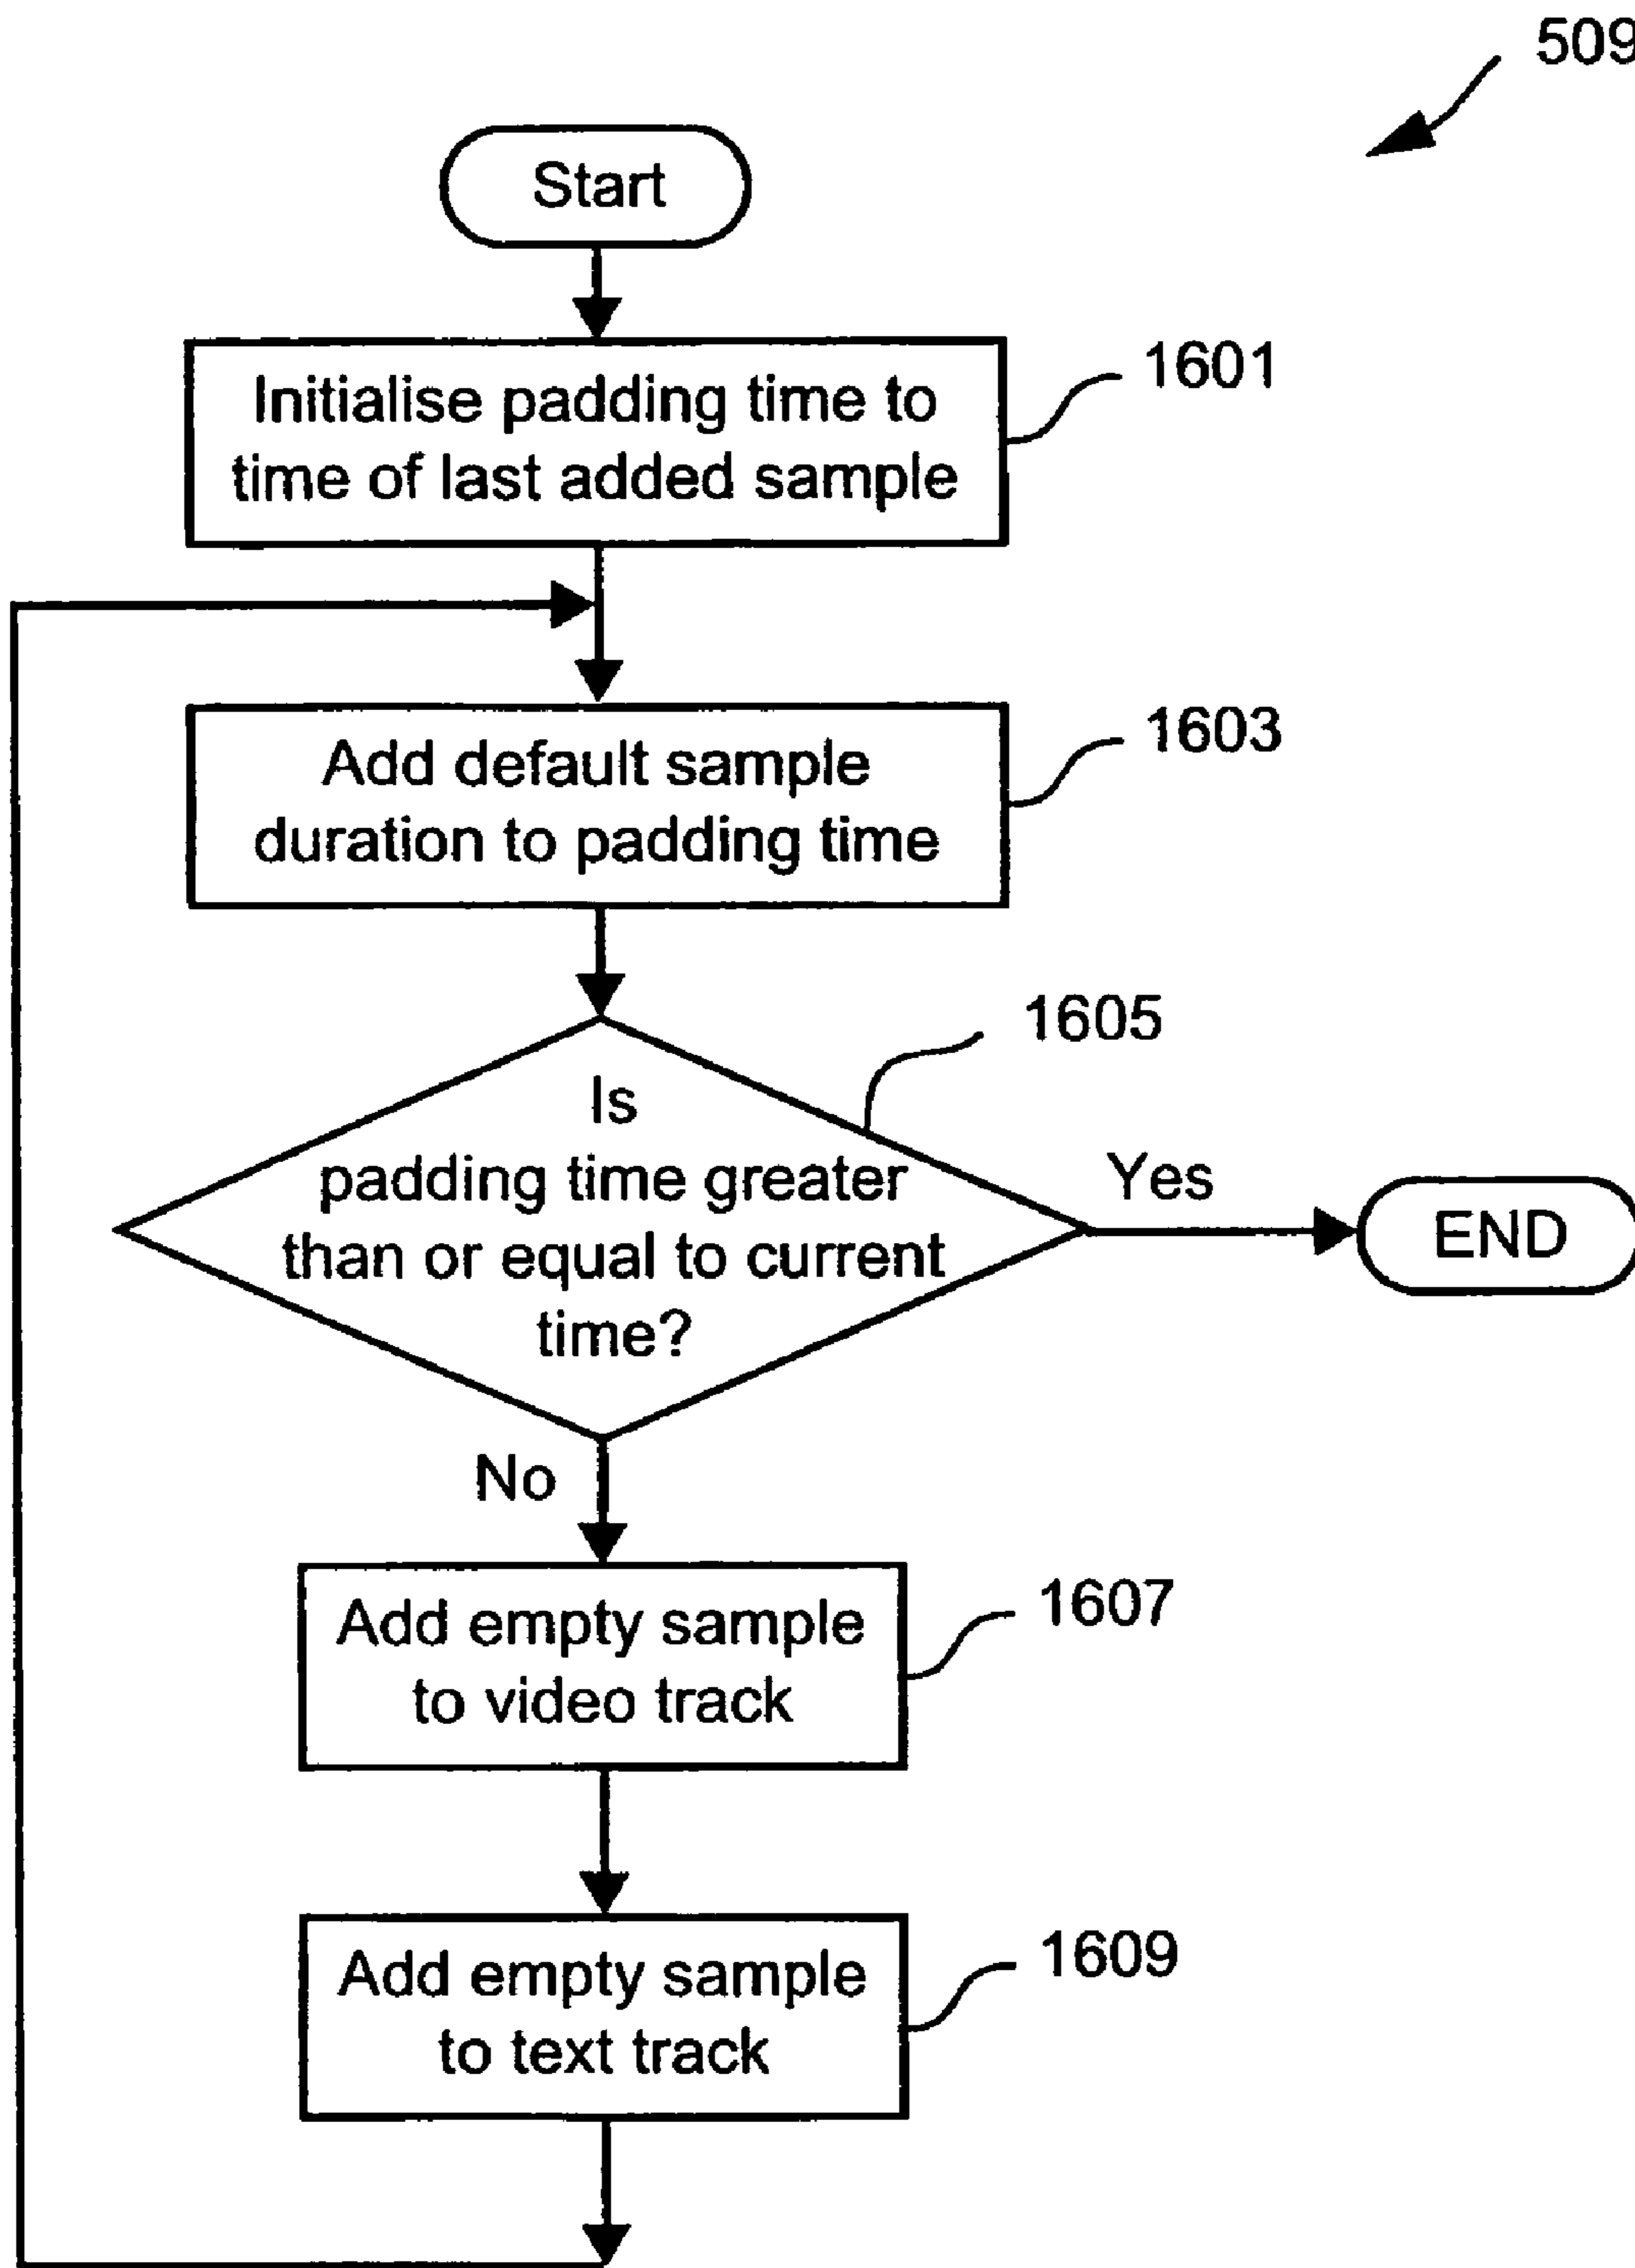 509
Start
Initialise padding time to
time of last added sample
1601
Add default sample
duration to padding time
1603
1605
Is
padding time greater
than or equal to current
time?
Yes
END
No
Add empty sample
to video track
1607
Add empty sample
to text track
1609